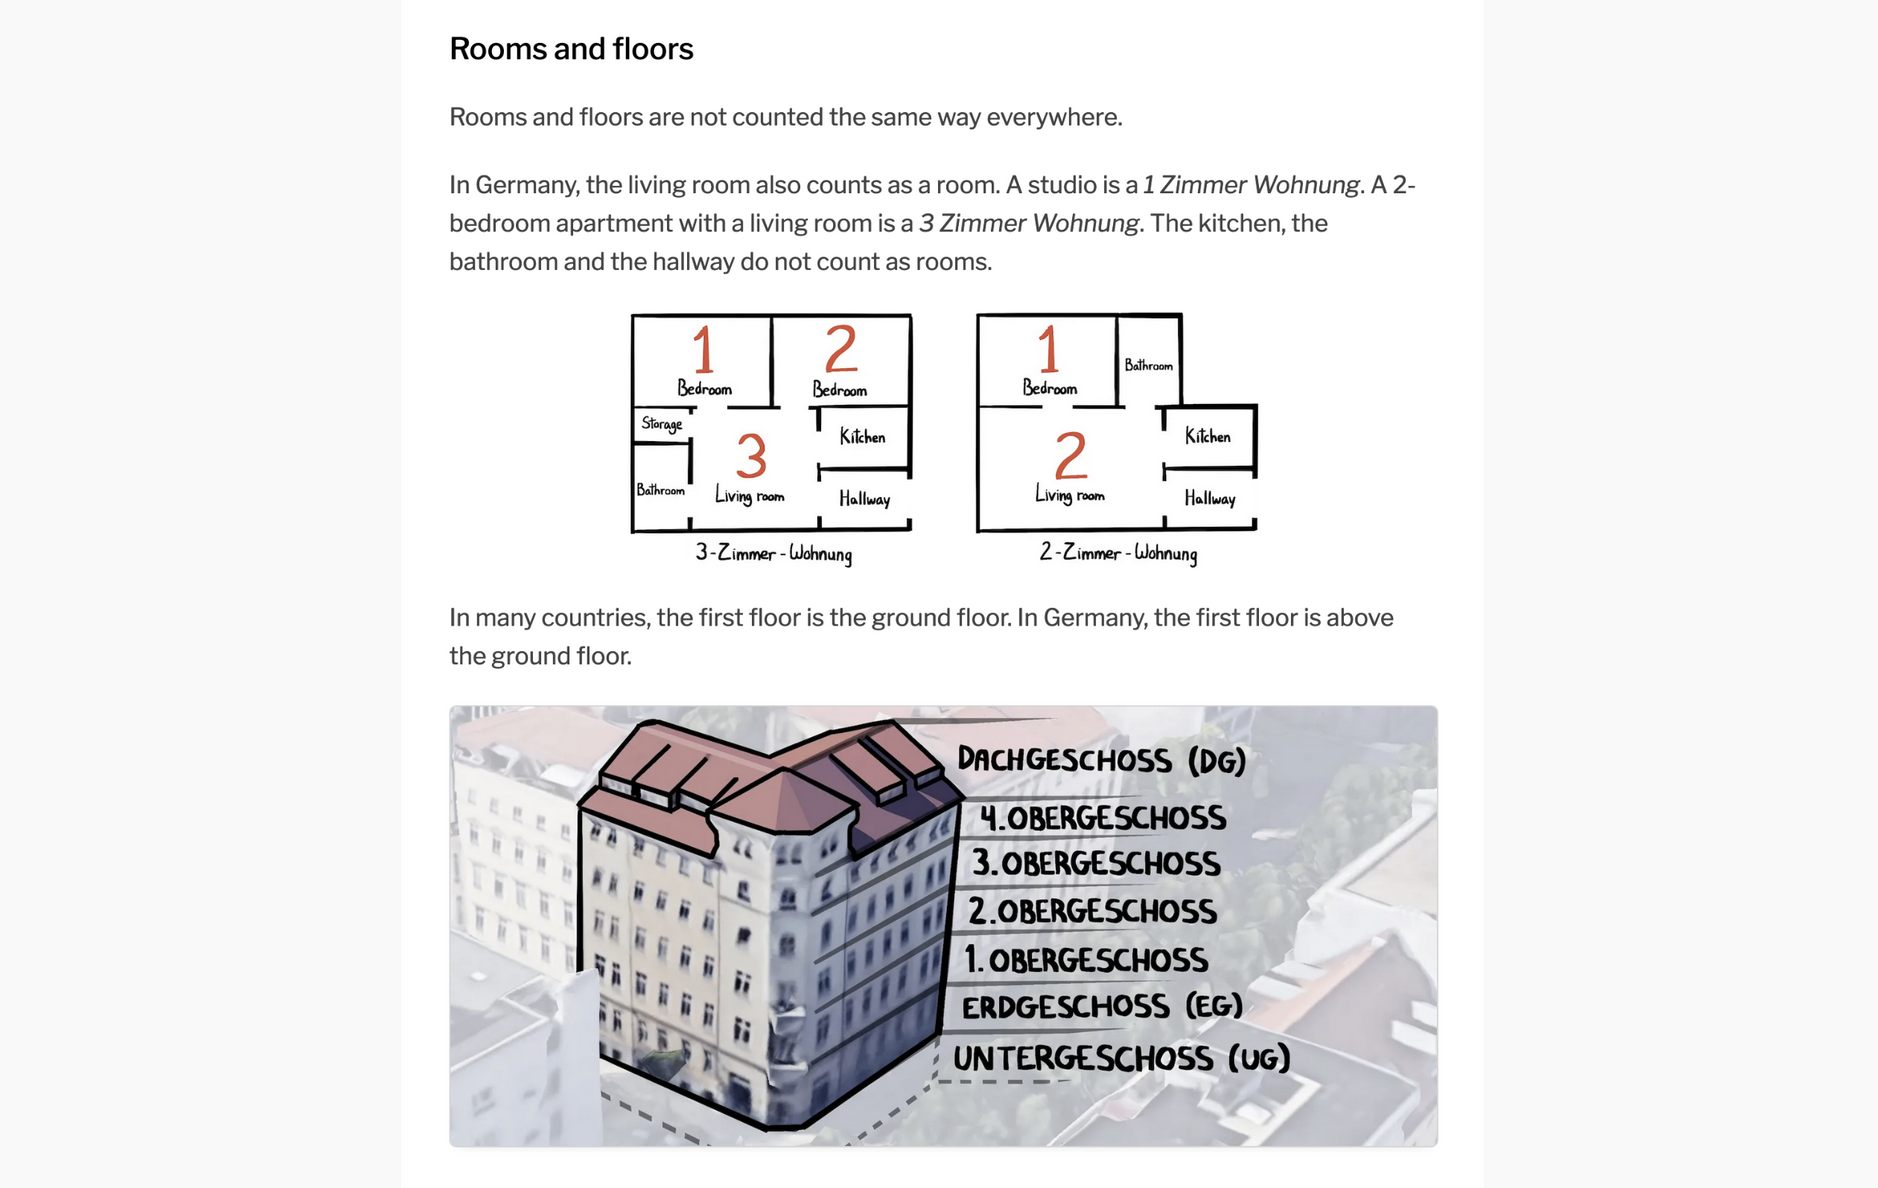 Rooms and floors
Rooms and floors are not counted the same way everywhere.
In Germany, the living room also counts as a room. A studio is a 1 Zimmer Wohnung. A 2-
bedroom apartment with a living room is a 3 Zimmer Wohnung. The kitchen, the
bathroom and the hallway do not count as rooms.
1
Bedroom
2
Bedroom
Storage
3
Living room
Kitchen
Bathroom
Hallway
3-Zimmer-Wohnung
1
Bedroom
Bathroom
2
Living room
Kitchen
Hallway
2-Zimmer-Wohnung
In many countries, the first floor is the ground floor. In Germany, the first floor is above
the ground floor.
DACHGESCHOSS (DG)
4.OBERGESCHOSS
3.OBERGESCHOSS
2.OBERGESCHOSS
1.OBERGESCHOSS
ERDGESCHOSS (EG)
UNTERGESCHOSS (UG)